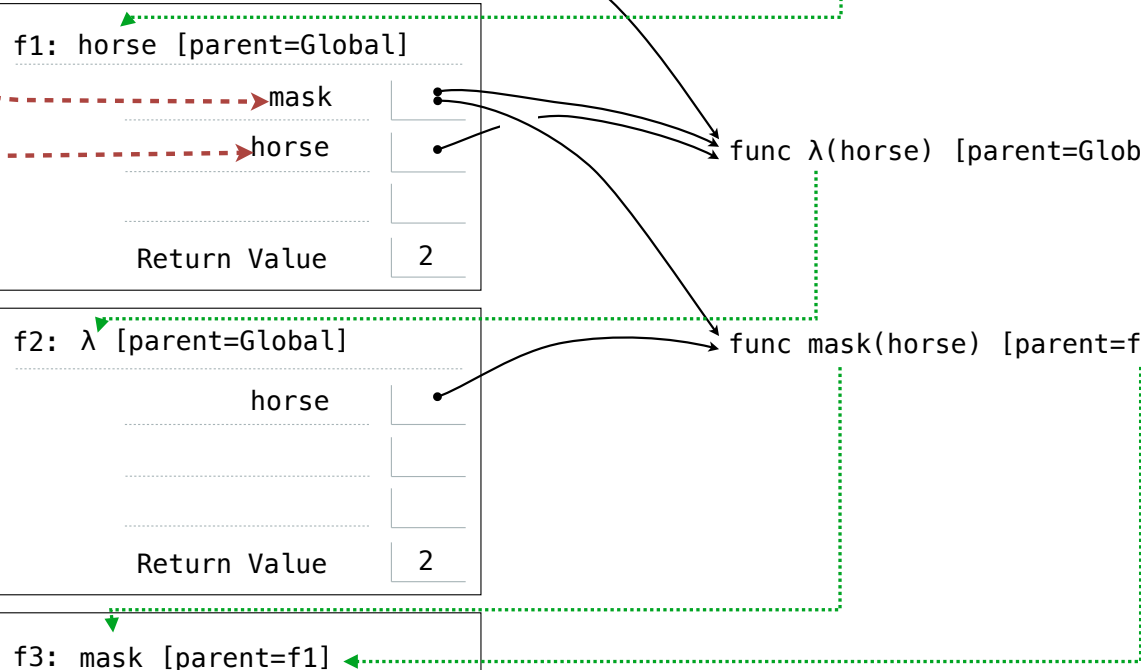 f1: horse [parent=Global]
mask
horse
func λ(horse) [parent=Glob
Return Value 2
f2: λ [parent=Global]
func mask(horse) [parent=f
horse
Return Value 2
f3: mask [parent=f1]